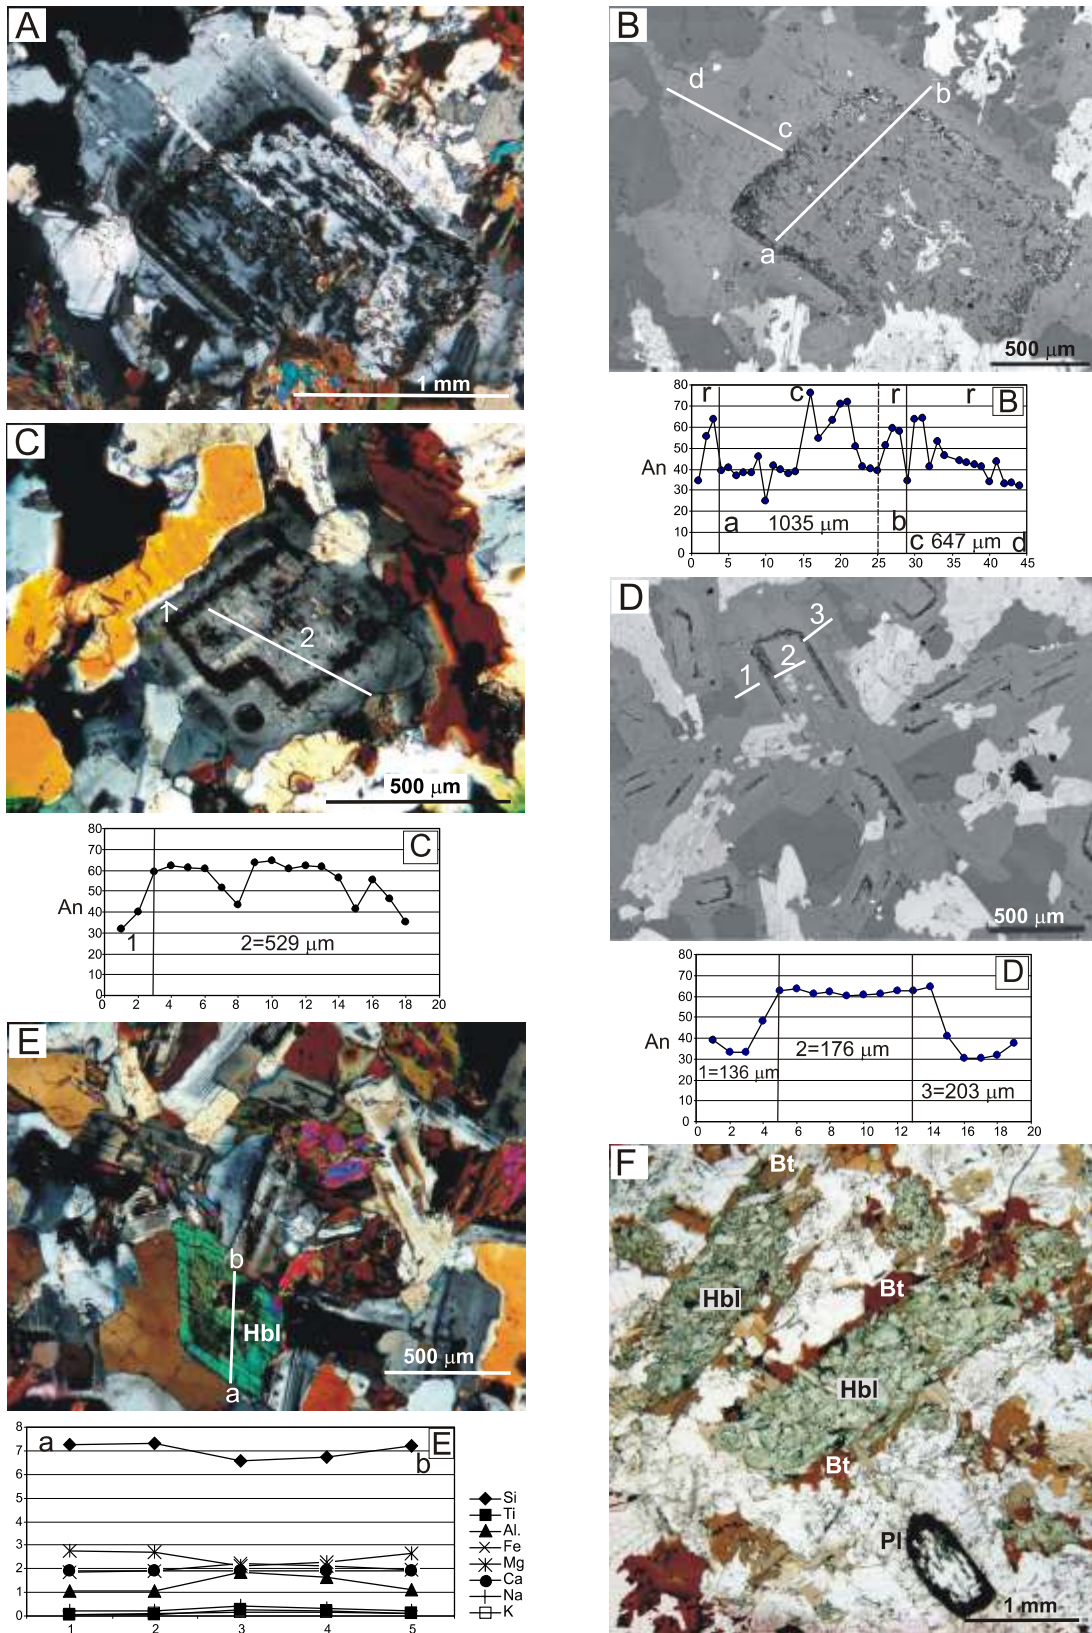 A
1 mm
B
d
c
b
a
500 µm
80
70
60
50
40
30
20
10
0
An
r
c
r
r
B
a
1035 µm
b
c
647 µm
d
0 5 10 15 20 25 30 35 40 45
C
1
2
500 µm
80
70
60
50
40
30
20
10
0
An
C
1
2=529 µm
0 2 4 6 8 10 12 14 16 18 20
D
3
2
1
500 µm
80
70
60
50
40
30
20
10
0
An
D
2=176 µm
1=136 µm
3=203 µm
0 2 4 6 8 10 12 14 16 18 20
E
b
Hbl
a
500 µm
8
7
6
5
4
3
2
1
0
a
E
b
Si
Ti
Al.
Fe
Mg
Ca
Na
K
1 2 3 4 5
F
Bt
Hbl
Bt
Hbl
Bt
Pl
1 mm